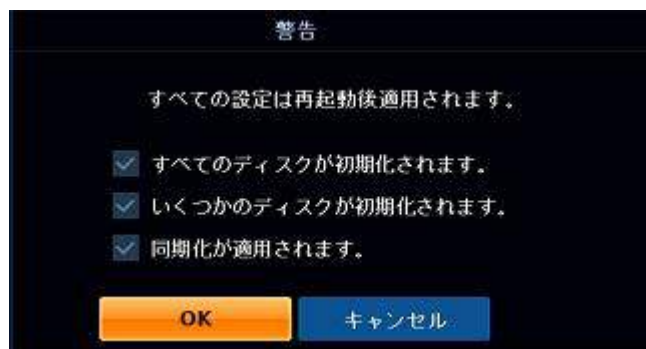 警告
すべての設定は再起動後適用されます.
すべてのディスクが初期化されます.
いくつかのディスクが初期化されます.
同期化が適用されます.
OK
キャンセル